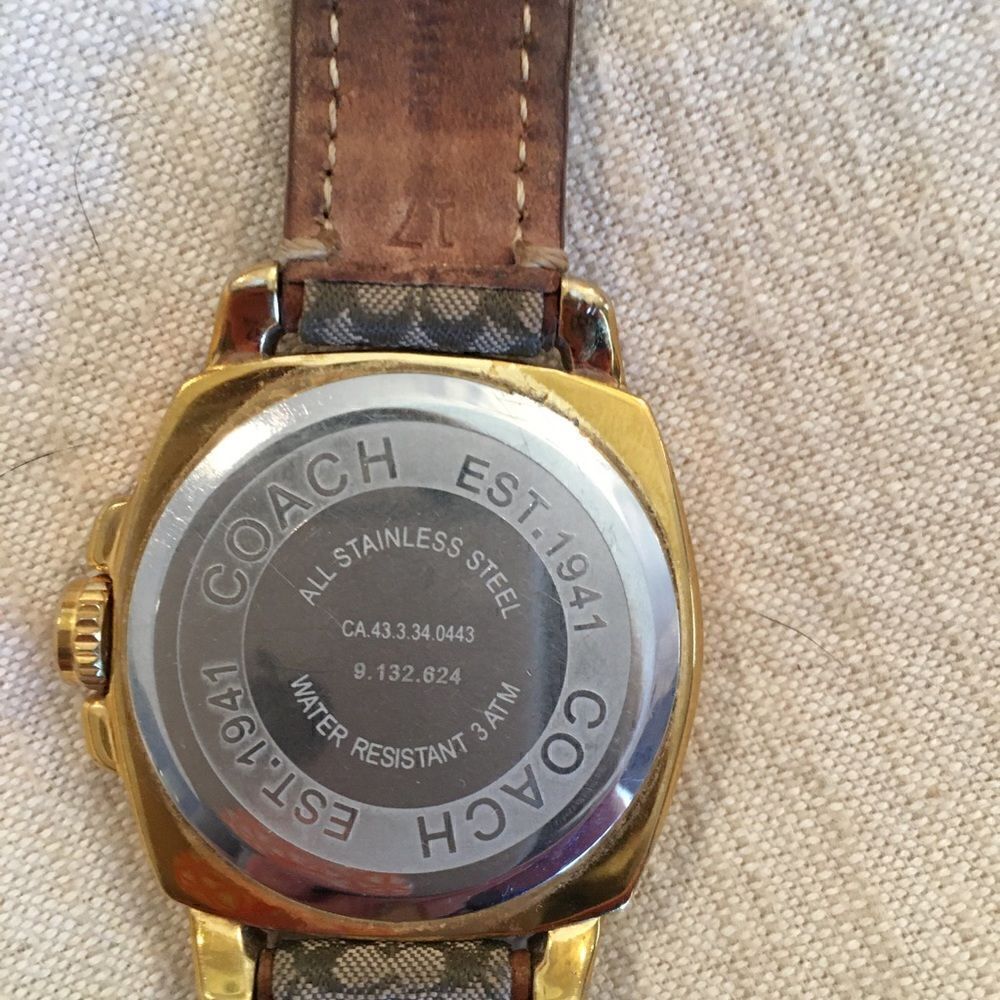 17
COACH EST.1941 COACH EST.1941
ALL STAINLESS STEEL
CA.43.3.34.0443
9.132.624
WATER RESISTANT 3 ATM